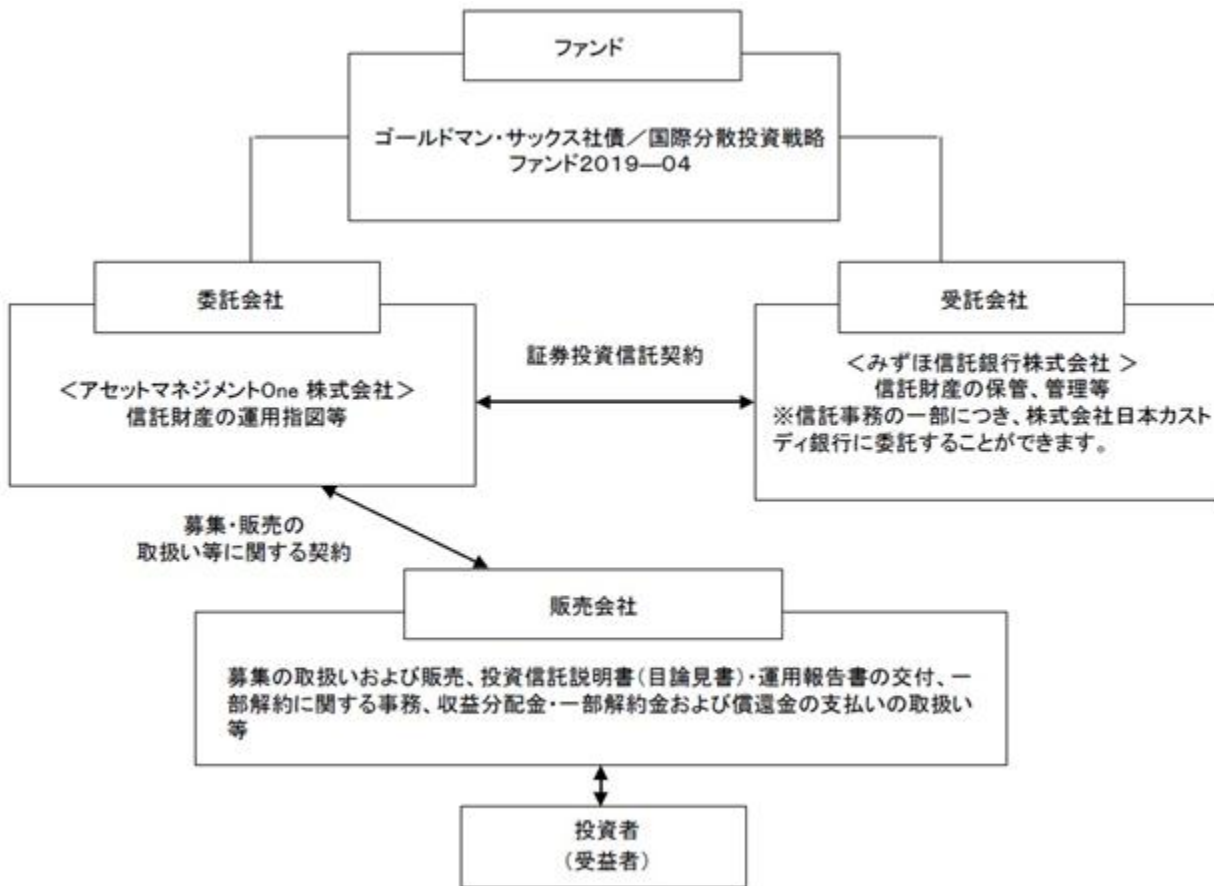 ファンド
ゴールドマン・サックス社債／国際分散投資戦略
ファンド2019―04
委託会社
＜アセットマネジメントOne 株式会社＞
信託財産の運用指図等
証券投資信託契約
受託会社
＜みずほ信託銀行株式会社 ＞
信託財産の保管、管理等
※信託事務の一部につき、株式会社日本カスト
ディ銀行に委託することができます。
募集・販売の
取扱い等に関する契約
販売会社
募集の取扱いおよび販売、投資信託説明書(目論見書)・運用報告書の交付、一
部解約に関する事務、収益分配金・一部解約金および償還金の支払いの取扱い
等
投資者
（受益者）